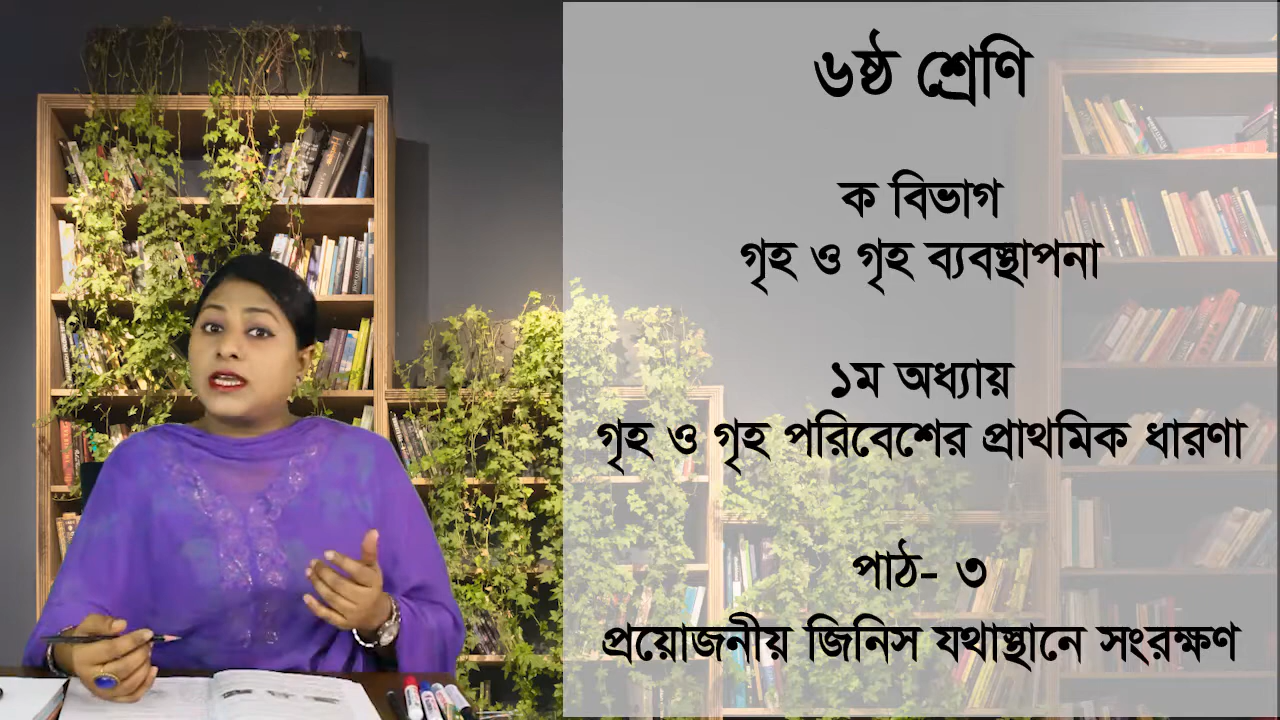 ৬ষ্ঠ শ্রেণি
ক বিভাগ
গৃহ ও গৃহ ব্যবস্থাপনা
১ম অধ্যায়
গৃহ ও গৃহ পরিবেশের প্রাথমিক ধারণা
পাঠ- ৩
প্রয়োজনীয় জিনিস যথাস্থানে সংরক্ষণ